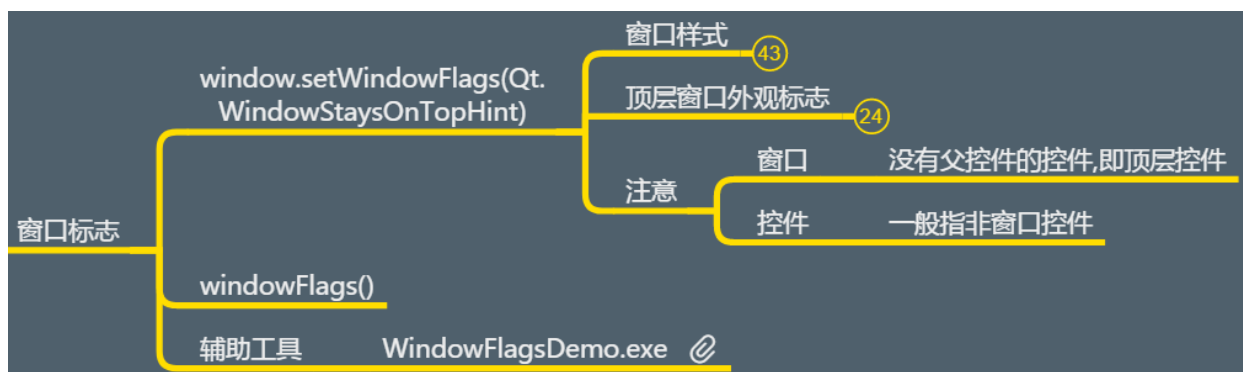 窗口样式
43
window.setWindowFlags(Qt.
WindowStaysOnTopHint)
顶层窗口外观标志
24
窗口 没有父控件的控件,即顶层控件
注意
控件 一般指非窗口控件
窗口标志
windowFlags()
辅助工具 WindowFlagsDemo.exe